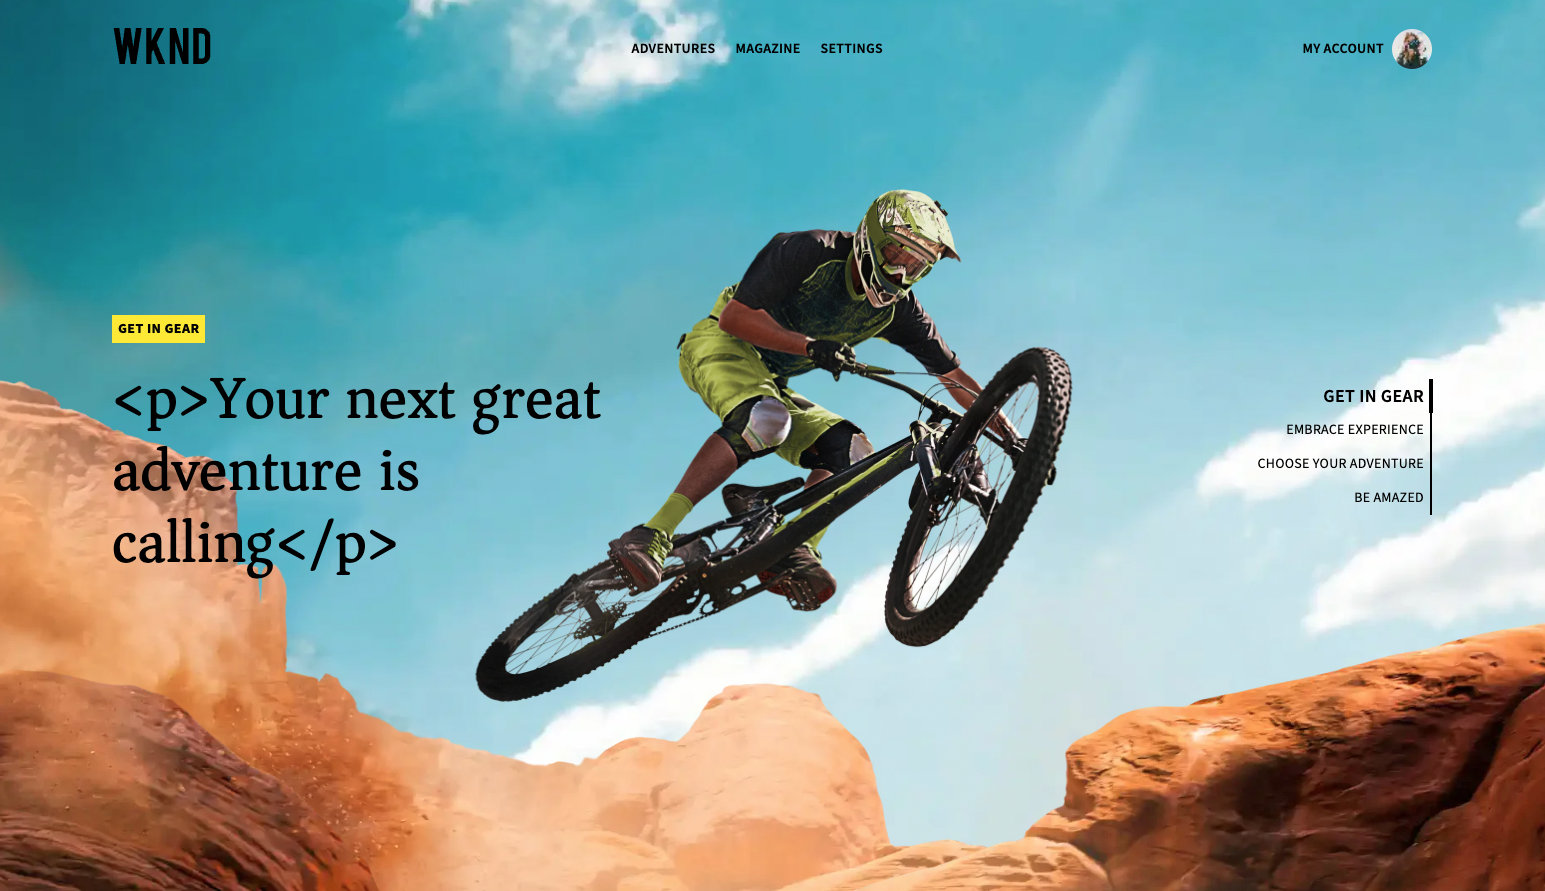 WKND
ADVENTURES MAGAZINE SETTINGS
MY ACCOUNT
GET IN GEAR
<p>Your next great
adventure is
calling</p>
GET IN GEAR
EMBRACE EXPERIENCE
CHOOSE YOUR ADVENTURE
BE AMAZED